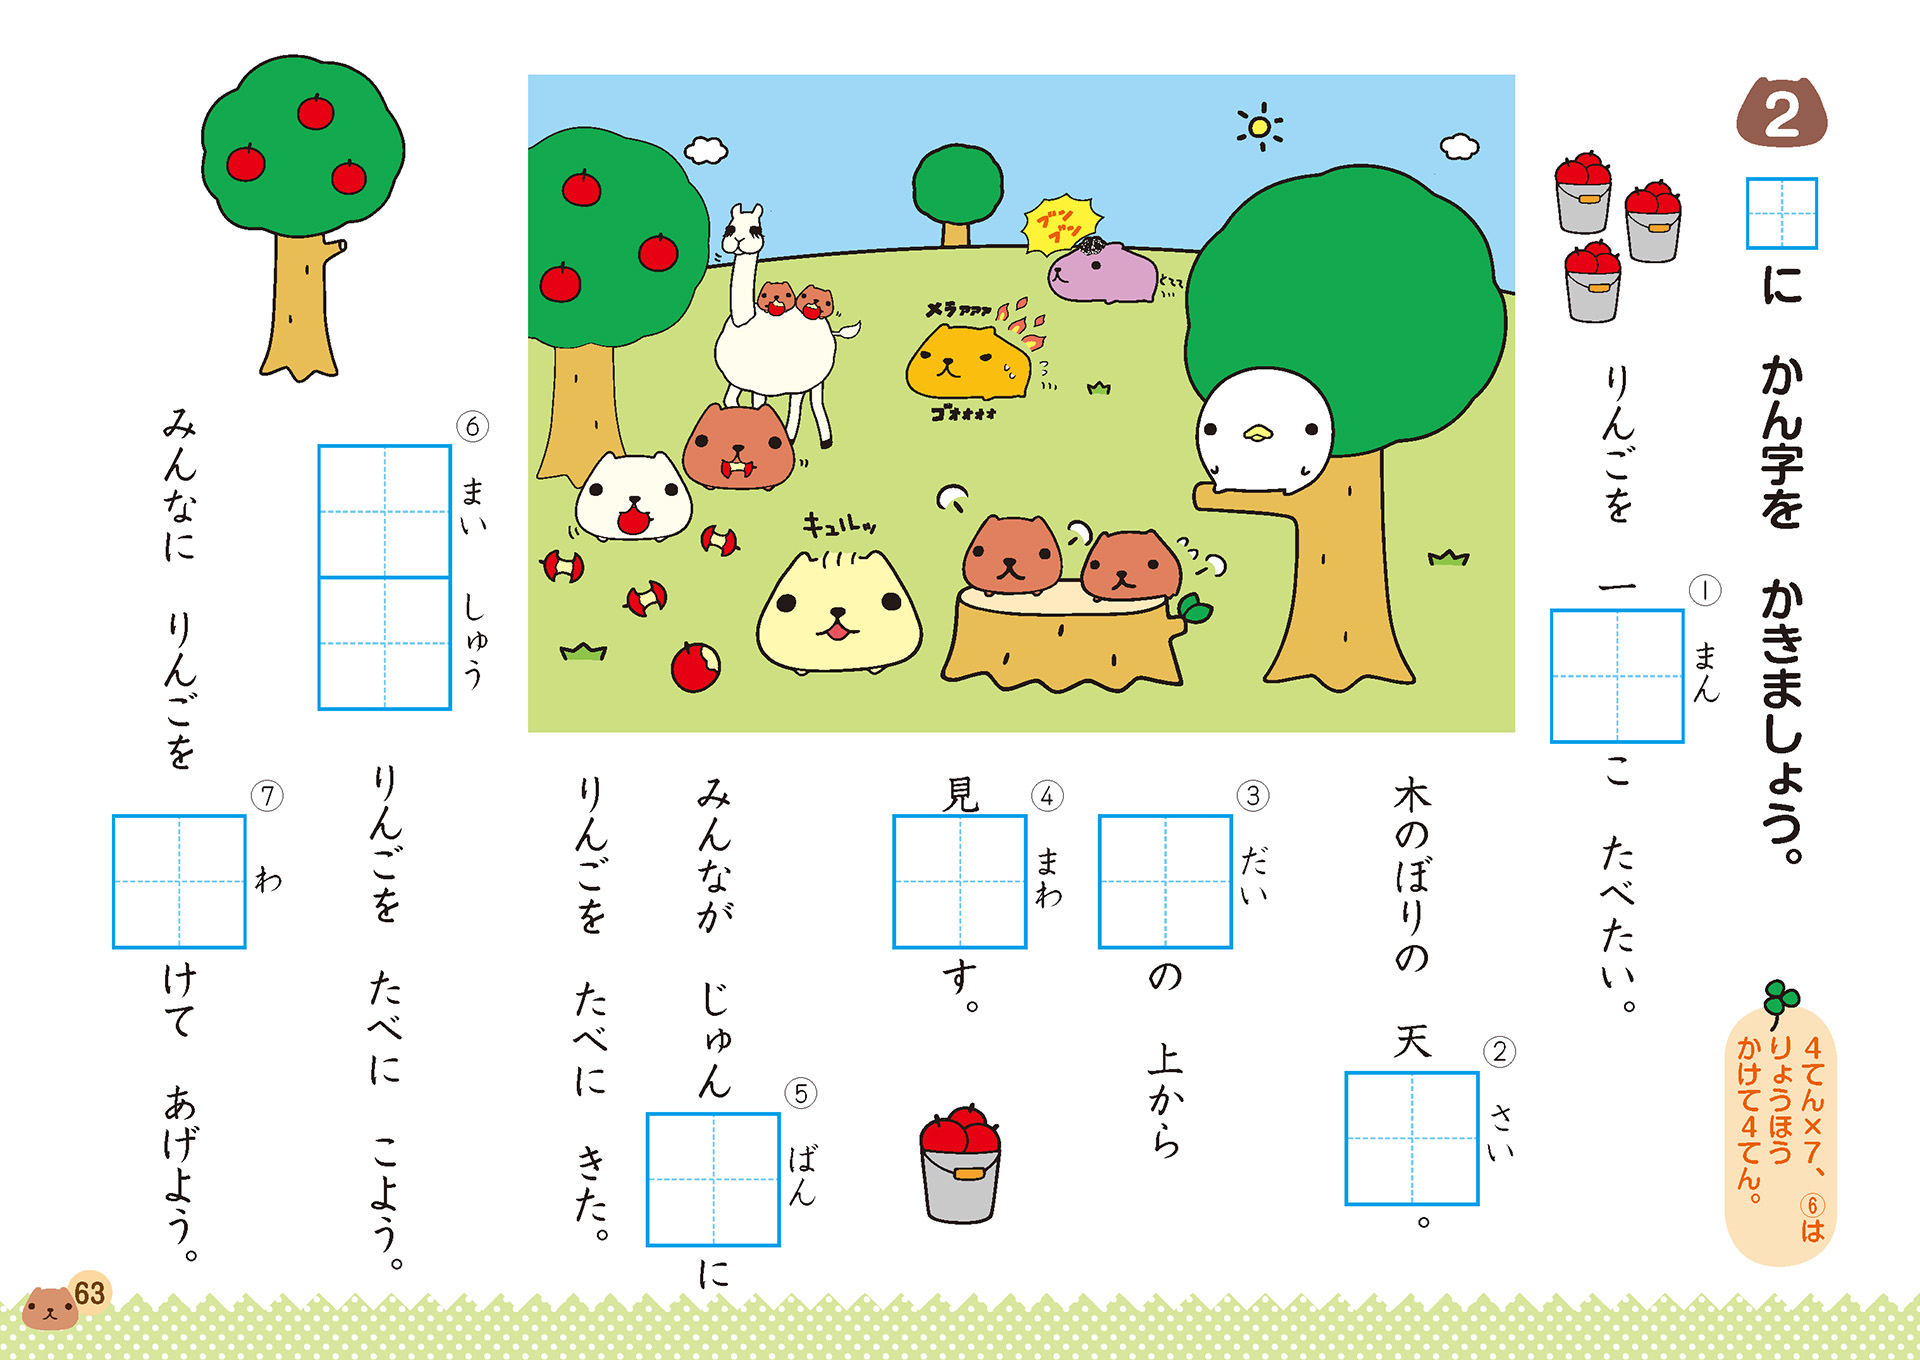 2
□に かん字を かきましょう。
4てん×7、⑥は
りょうほう
かけて4てん。
りんごを 一□こ たべたい。
① まん
木のぼりの 天□。
② さい
□の 上から
③ だい
見□す。
④ まわ
みんなが じゅん□に
⑤ ばん
りんごを たべに きた。
□□ りんごを たべに こよう。
⑥ まい しゅう
みんなに りんごを □けて あげよう。
⑦ わ
ブン
ブン
とてて
メラァァァ
ゴォォォォ
キュルッ
63